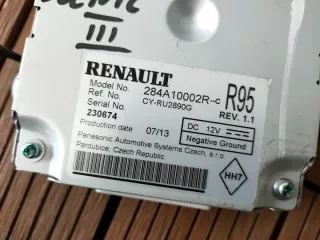 III
RENAULT
Model No. 284A10002R-C R95
Ref. No. CY-RU2890G REV. 1.1
Serial No.
230674
Production date 07/13 DC 12V
Negative Ground
Panasonic Automotive Systems Czech, s.r.o.
Pardubice, Czech Republic
HH7